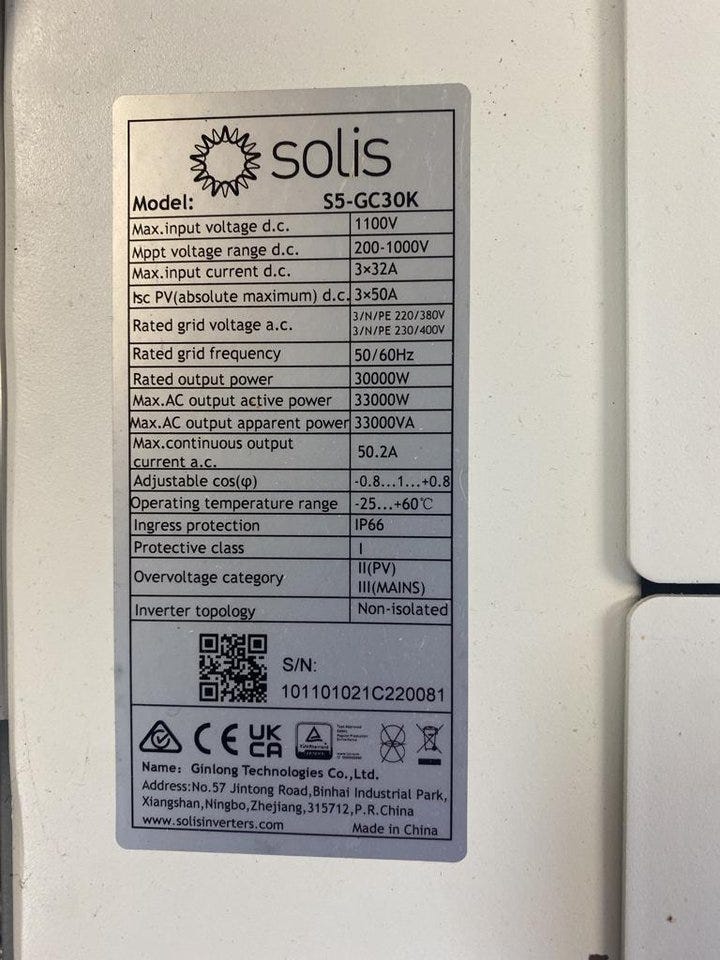 solis
Model: S5-GC30K
Max.input voltage d.c. 1100V
Mppt voltage range d.c. 200-1000V
Max.input current d.c. 3×32A
Isc PV(absolute maximum) d.c. 3×50A
Rated grid voltage a.c. 3/N/PE 220/380V
3/N/PE 230/400V
Rated grid frequency 50/60Hz
Rated output power 30000W
Max.AC output active power 33000W
Max.AC output apparent power 33000VA
Max.continuous output
current a.c. 50.2A
Adjustable cos(φ) -0.8...1...+0.8
Operating temperature range -25...+60℃
Ingress protection IP66
Protective class I
Overvoltage category II(PV)
III(MAINS)
Inverter topology Non-isolated
S/N:
101101021C220081
CE UK
CA
Name: Ginlong Technologies Co.,Ltd.
Address:No.57 Jintong Road,Binhai Industrial Park,
Xiangshan,Ningbo,Zhejiang,315712,P.R.China
www.solisinverters.com Made in China